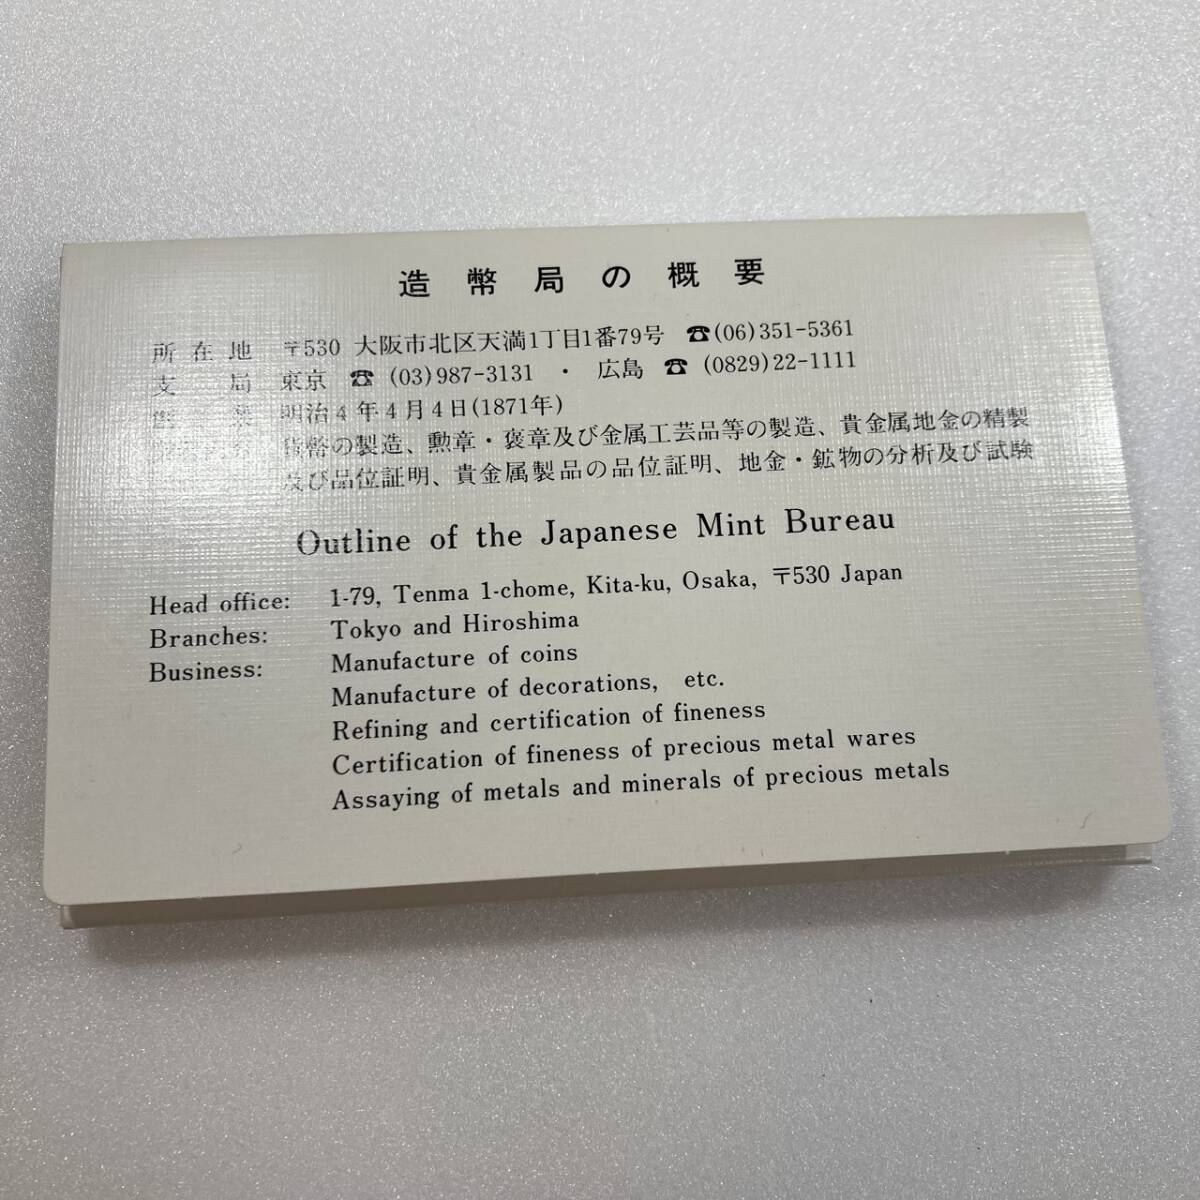 造幣局の概要
所在地 〒530 大阪市北区天満1丁目1番79号 ☎(06)351-5361
支局 東京 ☎ (03)987-3131 ・ 広島 ☎ (0829)22-1111
創業 明治4年4月4日(1871年)
貨幣の製造、勲章・褒章及び金属工芸品等の製造、貴金属地金の精製
及び品位証明、貴金属製品の品位証明、地金・鉱物の分析及び試験
Outline of the Japanese Mint Bureau
Head office: 1-79, Tenma 1-chome, Kita-ku, Osaka, 〒530 Japan
Branches: Tokyo and Hiroshima
Business: Manufacture of coins
Manufacture of decorations, etc.
Refining and certification of fineness
Certification of fineness of precious metal wares
Assaying of metals and minerals of precious metals